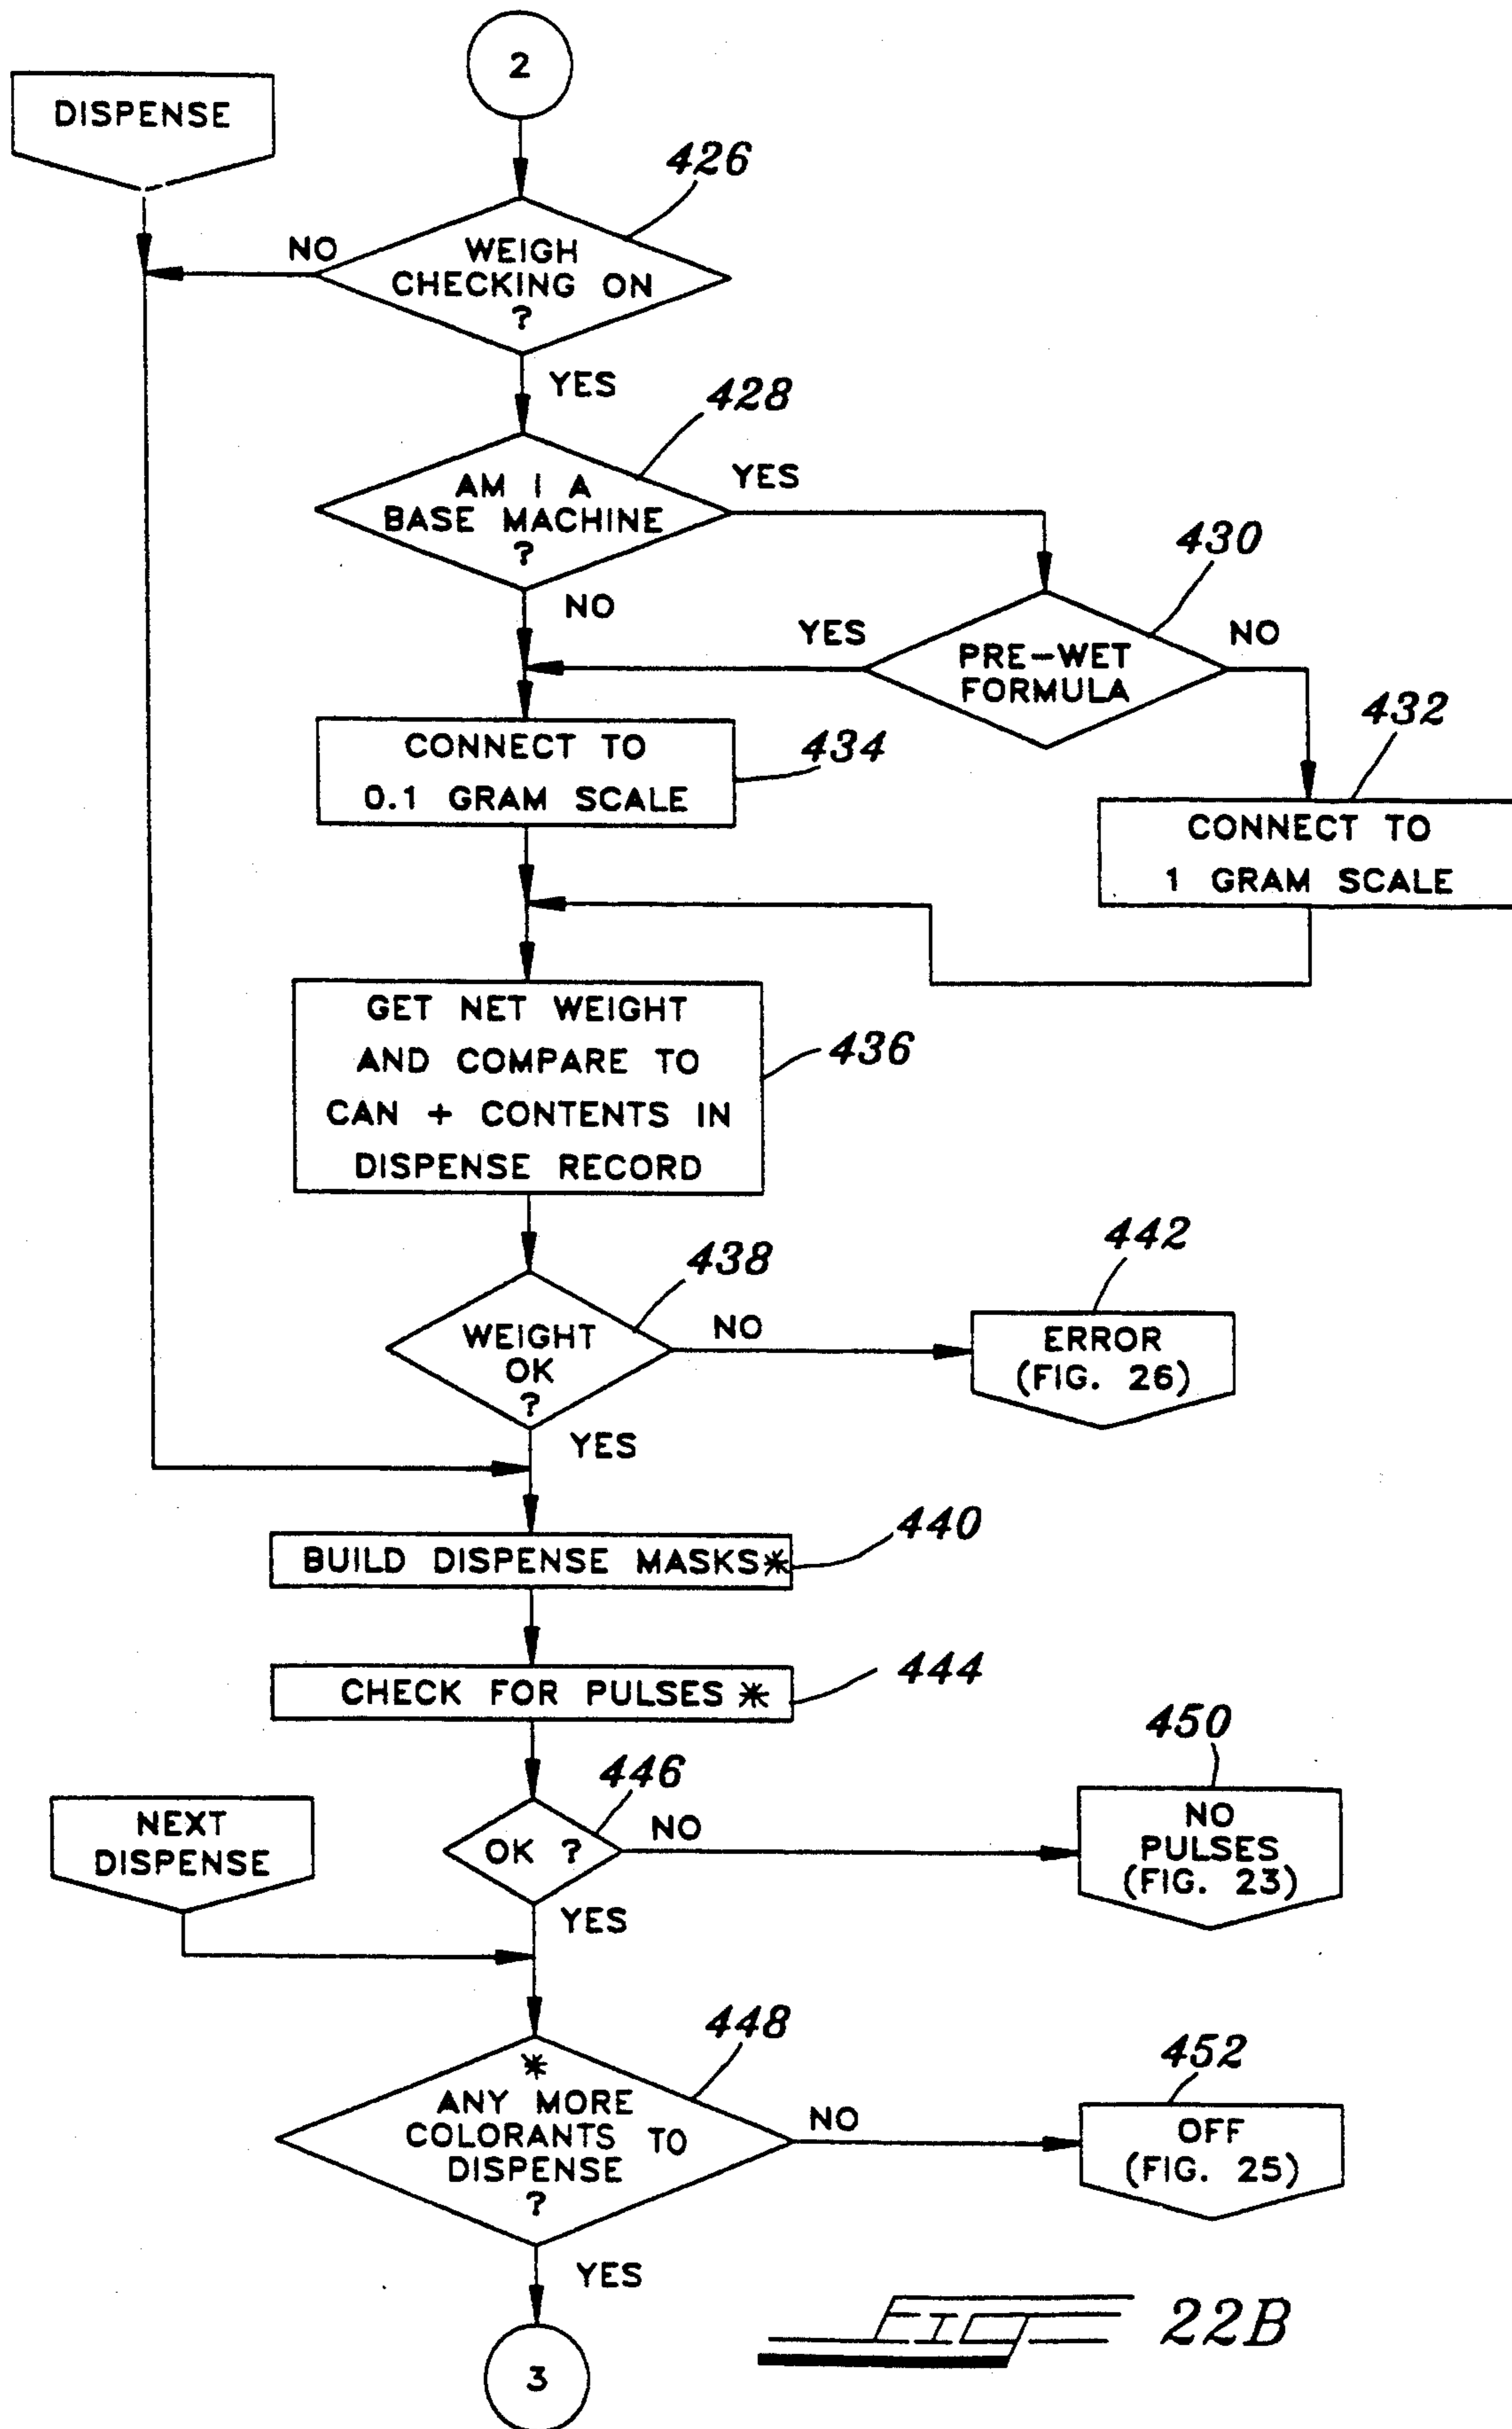 2
DISPENSE
426
NO
WEIGH
CHECKING ON
?
YES
428
AM I A
BASE MACHINE
?
YES
430
NO
YES
PRE-WET
FORMULA
NO
432
CONNECT TO
0.1 GRAM SCALE
434
CONNECT TO
1 GRAM SCALE
GET NET WEIGHT
AND COMPARE TO
CAN + CONTENTS IN
DISPENSE RECORD
436
438
442
WEIGHT
OK
?
NO
ERROR
(FIG. 26)
YES
440
BUILD DISPENSE MASKS*
444
CHECK FOR PULSES *
450
446
NEXT
DISPENSE
OK ?
NO
NO
PULSES
(FIG. 23)
YES
448
452
*
ANY MORE
COLORANTS TO
DISPENSE
?
NO
OFF
(FIG. 25)
YES
FIG 22B
3